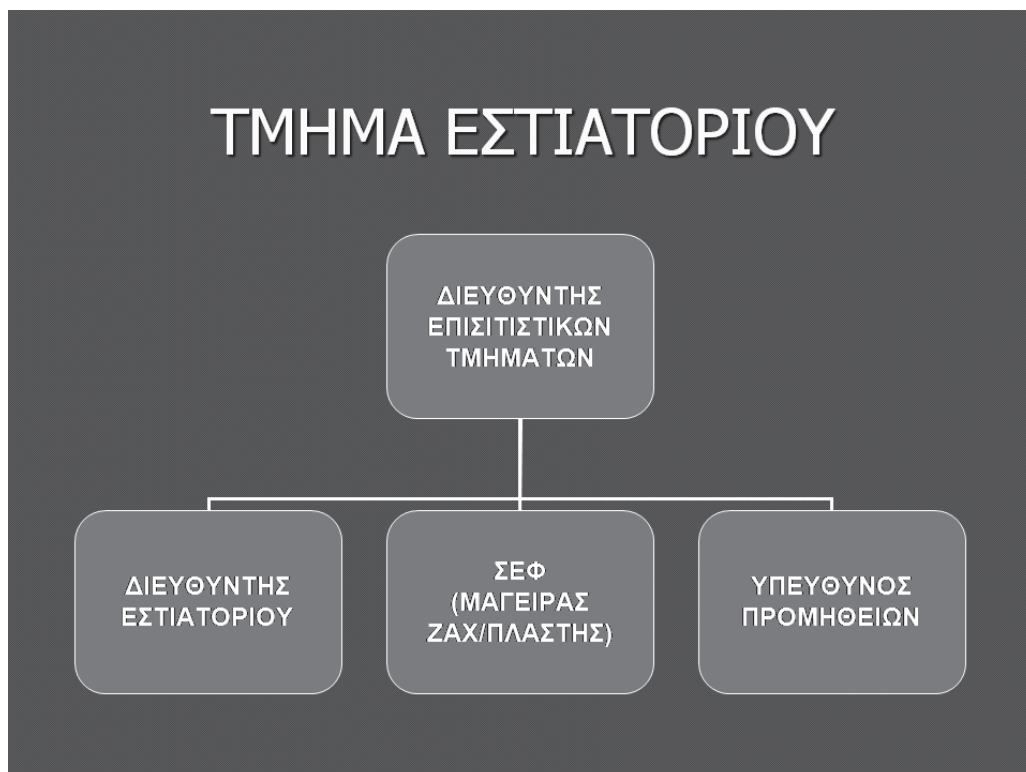 ΤΜΗΜΑ ΕΣΤΙΑΤΟΡΙΟΥ
ΔΙΕΥΘΥΝΤΗΣ
ΕΠΙΣΙΤΙΣΤΙΚΩΝ
ΤΜΗΜΑΤΩΝ
ΔΙΕΥΘΥΝΤΗΣ
ΕΣΤΙΑΤΟΡΙΟΥ
ΣΕΦ
(ΜΑΓΕΙΡΑΣ
ΖΑΧ/ΠΛΑΣΤΗΣ)
ΥΠΕΥΘΥΝΟΣ
ΠΡΟΜΗΘΕΙΩΝ